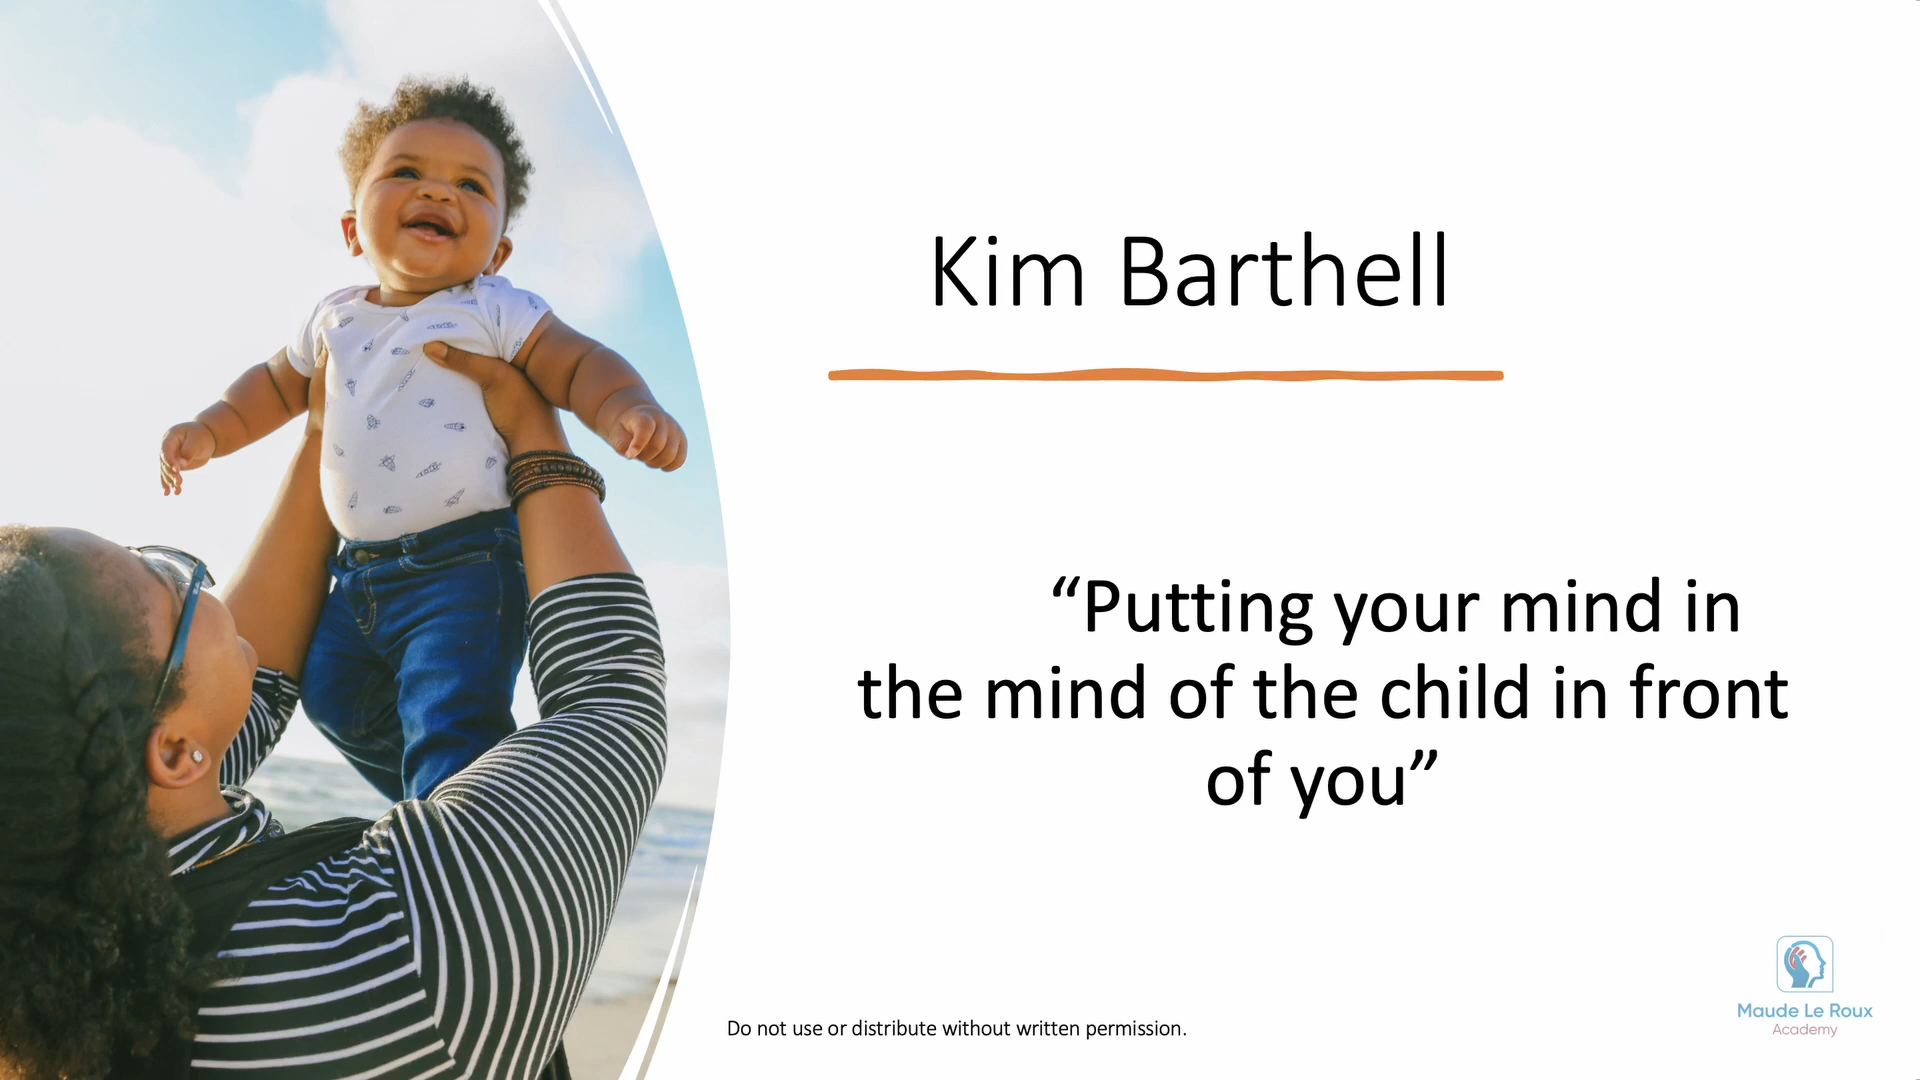 Kim Barthell
“Putting your mind in
the mind of the child in front
of you”
Do not use or distribute without written permission.
Maude Le Roux
Academy